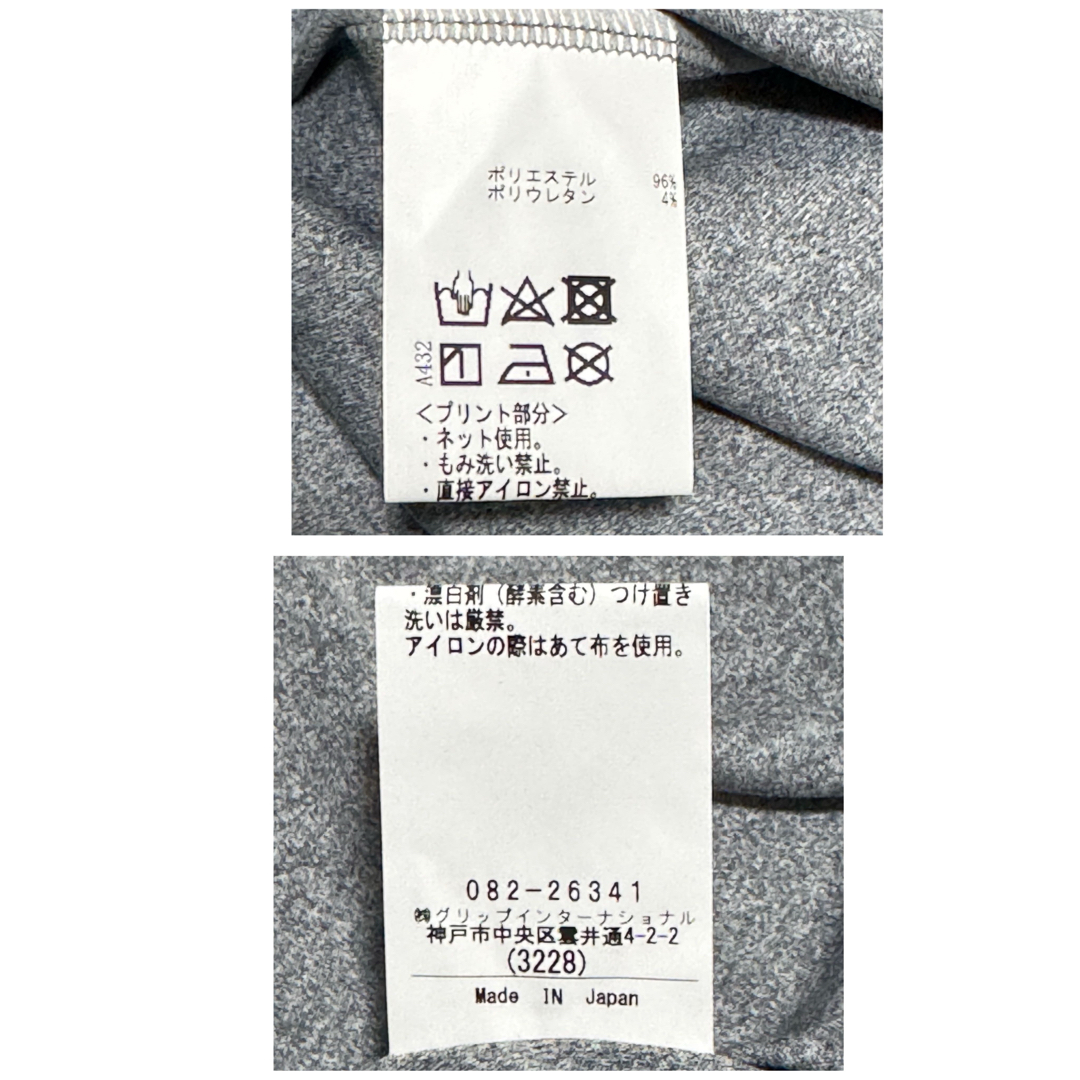 ポリエステル 96%
ポリウレタン 4%
A432
<プリント部分>
・ネット使用。
・もみ洗い禁止。
・直接アイロン禁止。
・漂白剤(酵素含む)つけ置き
洗いは厳禁。
アイロンの際はあて布を使用。
082-26341
㈱グリップインターナショナル
神戸市中央区雲井通4-2-2
(3228)
Made IN Japan